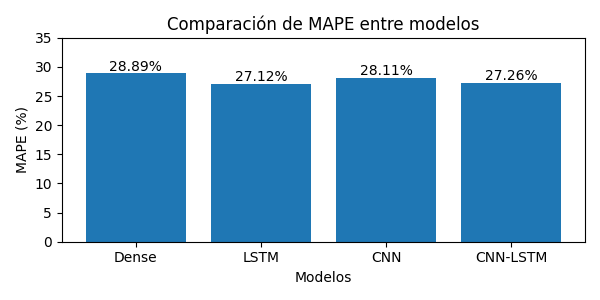 Comparación de MAPE entre modelos
MAPE (%)
35
30
25
20
15
10
5
0
28.89%
27.12%
28.11%
27.26%
Dense
LSTM
CNN
CNN-LSTM
Modelos